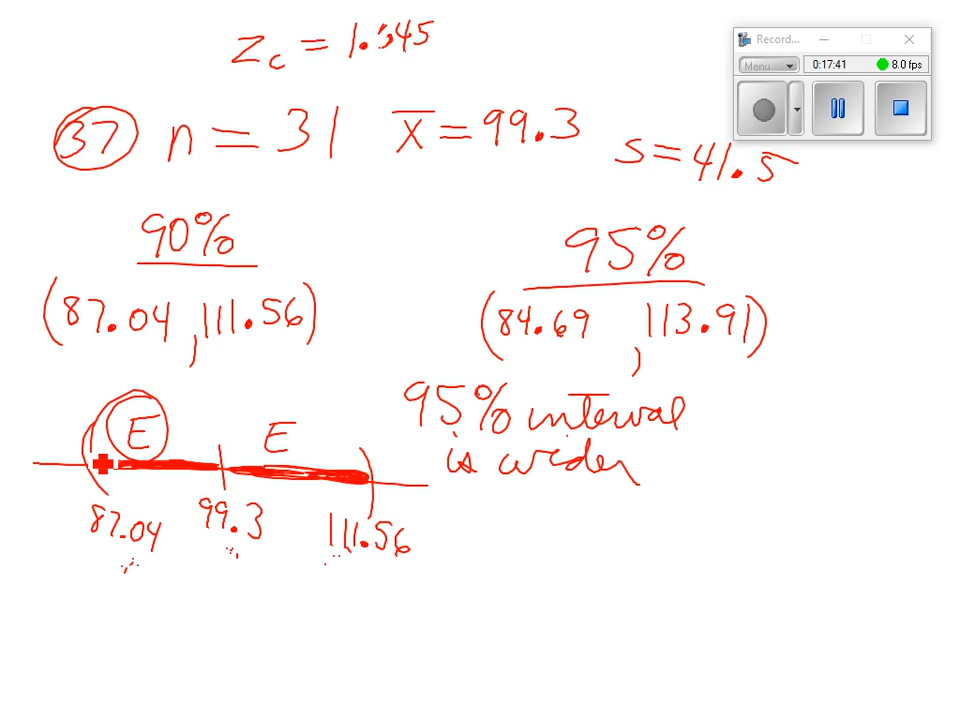 zc = 1.345
Record...
Menu 0:17:41 8.0 fps
37 n = 31 x̄ = 99.3 s = 41.5
90% 95%
(87.04, 111.56) (84.69, 113.91)
95% interval
is wider
E E
87.04 99.3 111.56